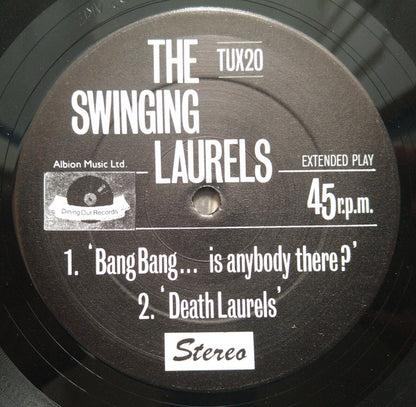 THE
TUX20
SWINGING
LAURELS
Albion Music Ltd.
EXTENDED PLAY
Dining Out Records
45r.p.m.
1. ‘Bang Bang... is anybody there?’
2. ‘Death Laurels’
Stereo